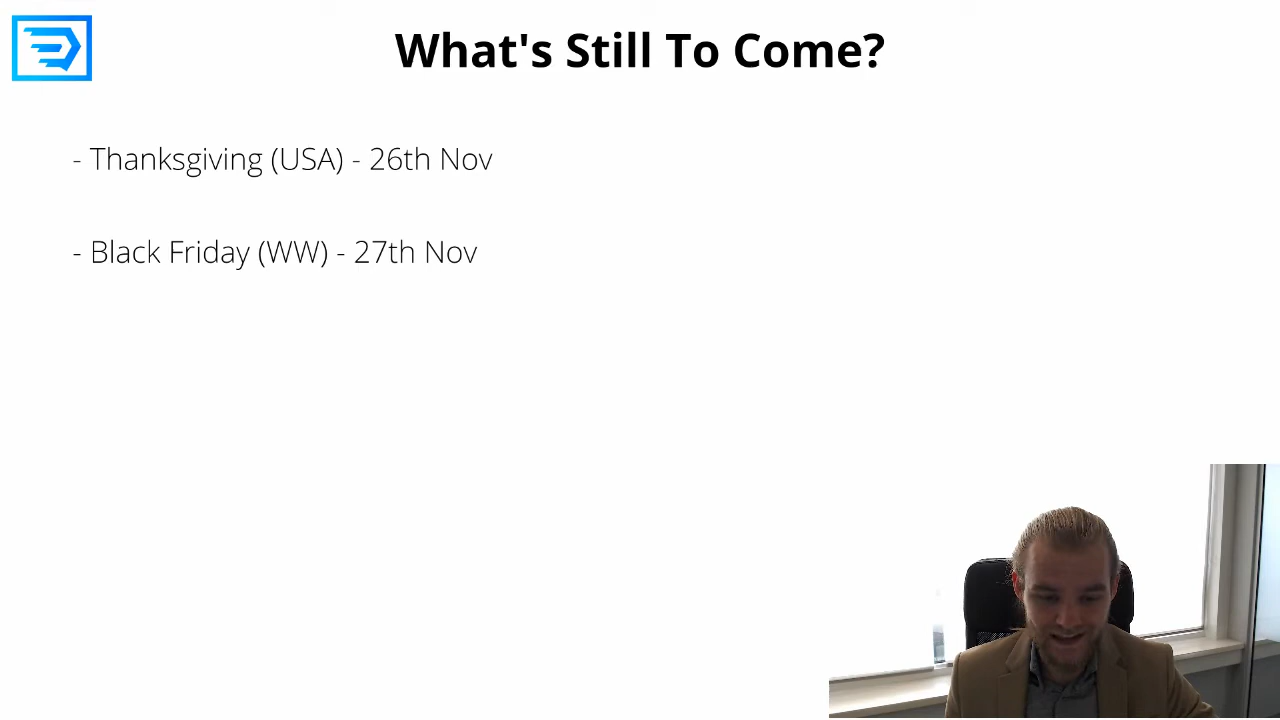 What's Still To Come?
- Thanksgiving (USA) - 26th Nov
- Black Friday (WW) - 27th Nov